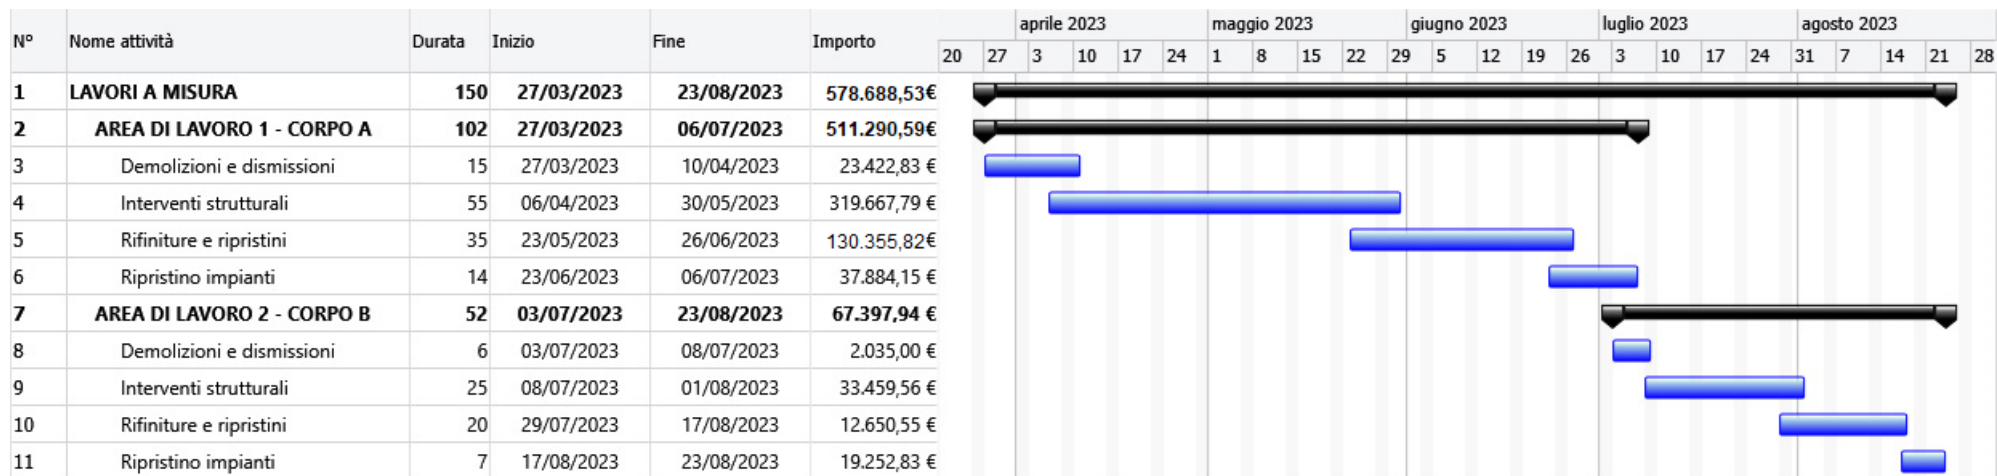 aprile 2023 maggio 2023 giugno 2023 luglio 2023 agosto 2023
N° Nome attività Durata Inizio Fine Importo
20 27 3 10 17 24 1 8 15 22 29 5 12 19 26 3 10 17 24 31 7 14 21 28
1 LAVORI A MISURA 150 27/03/2023 23/08/2023 578.688,53€
2 AREA DI LAVORO 1 - CORPO A 102 27/03/2023 06/07/2023 511.290,59€
3 Demolizioni e dismissioni 15 27/03/2023 10/04/2023 23.422,83 €
4 Interventi strutturali 55 06/04/2023 30/05/2023 319.667,79 €
5 Rifiniture e ripristini 35 23/05/2023 26/06/2023 130.355,82€
6 Ripristino impianti 14 23/06/2023 06/07/2023 37.884,15 €
7 AREA DI LAVORO 2 - CORPO B 52 03/07/2023 23/08/2023 67.397,94 €
8 Demolizioni e dismissioni 6 03/07/2023 08/07/2023 2.035,00 €
9 Interventi strutturali 25 08/07/2023 01/08/2023 33.459,56 €
10 Rifiniture e ripristini 20 29/07/2023 17/08/2023 12.650,55 €
11 Ripristino impianti 7 17/08/2023 23/08/2023 19.252,83 €